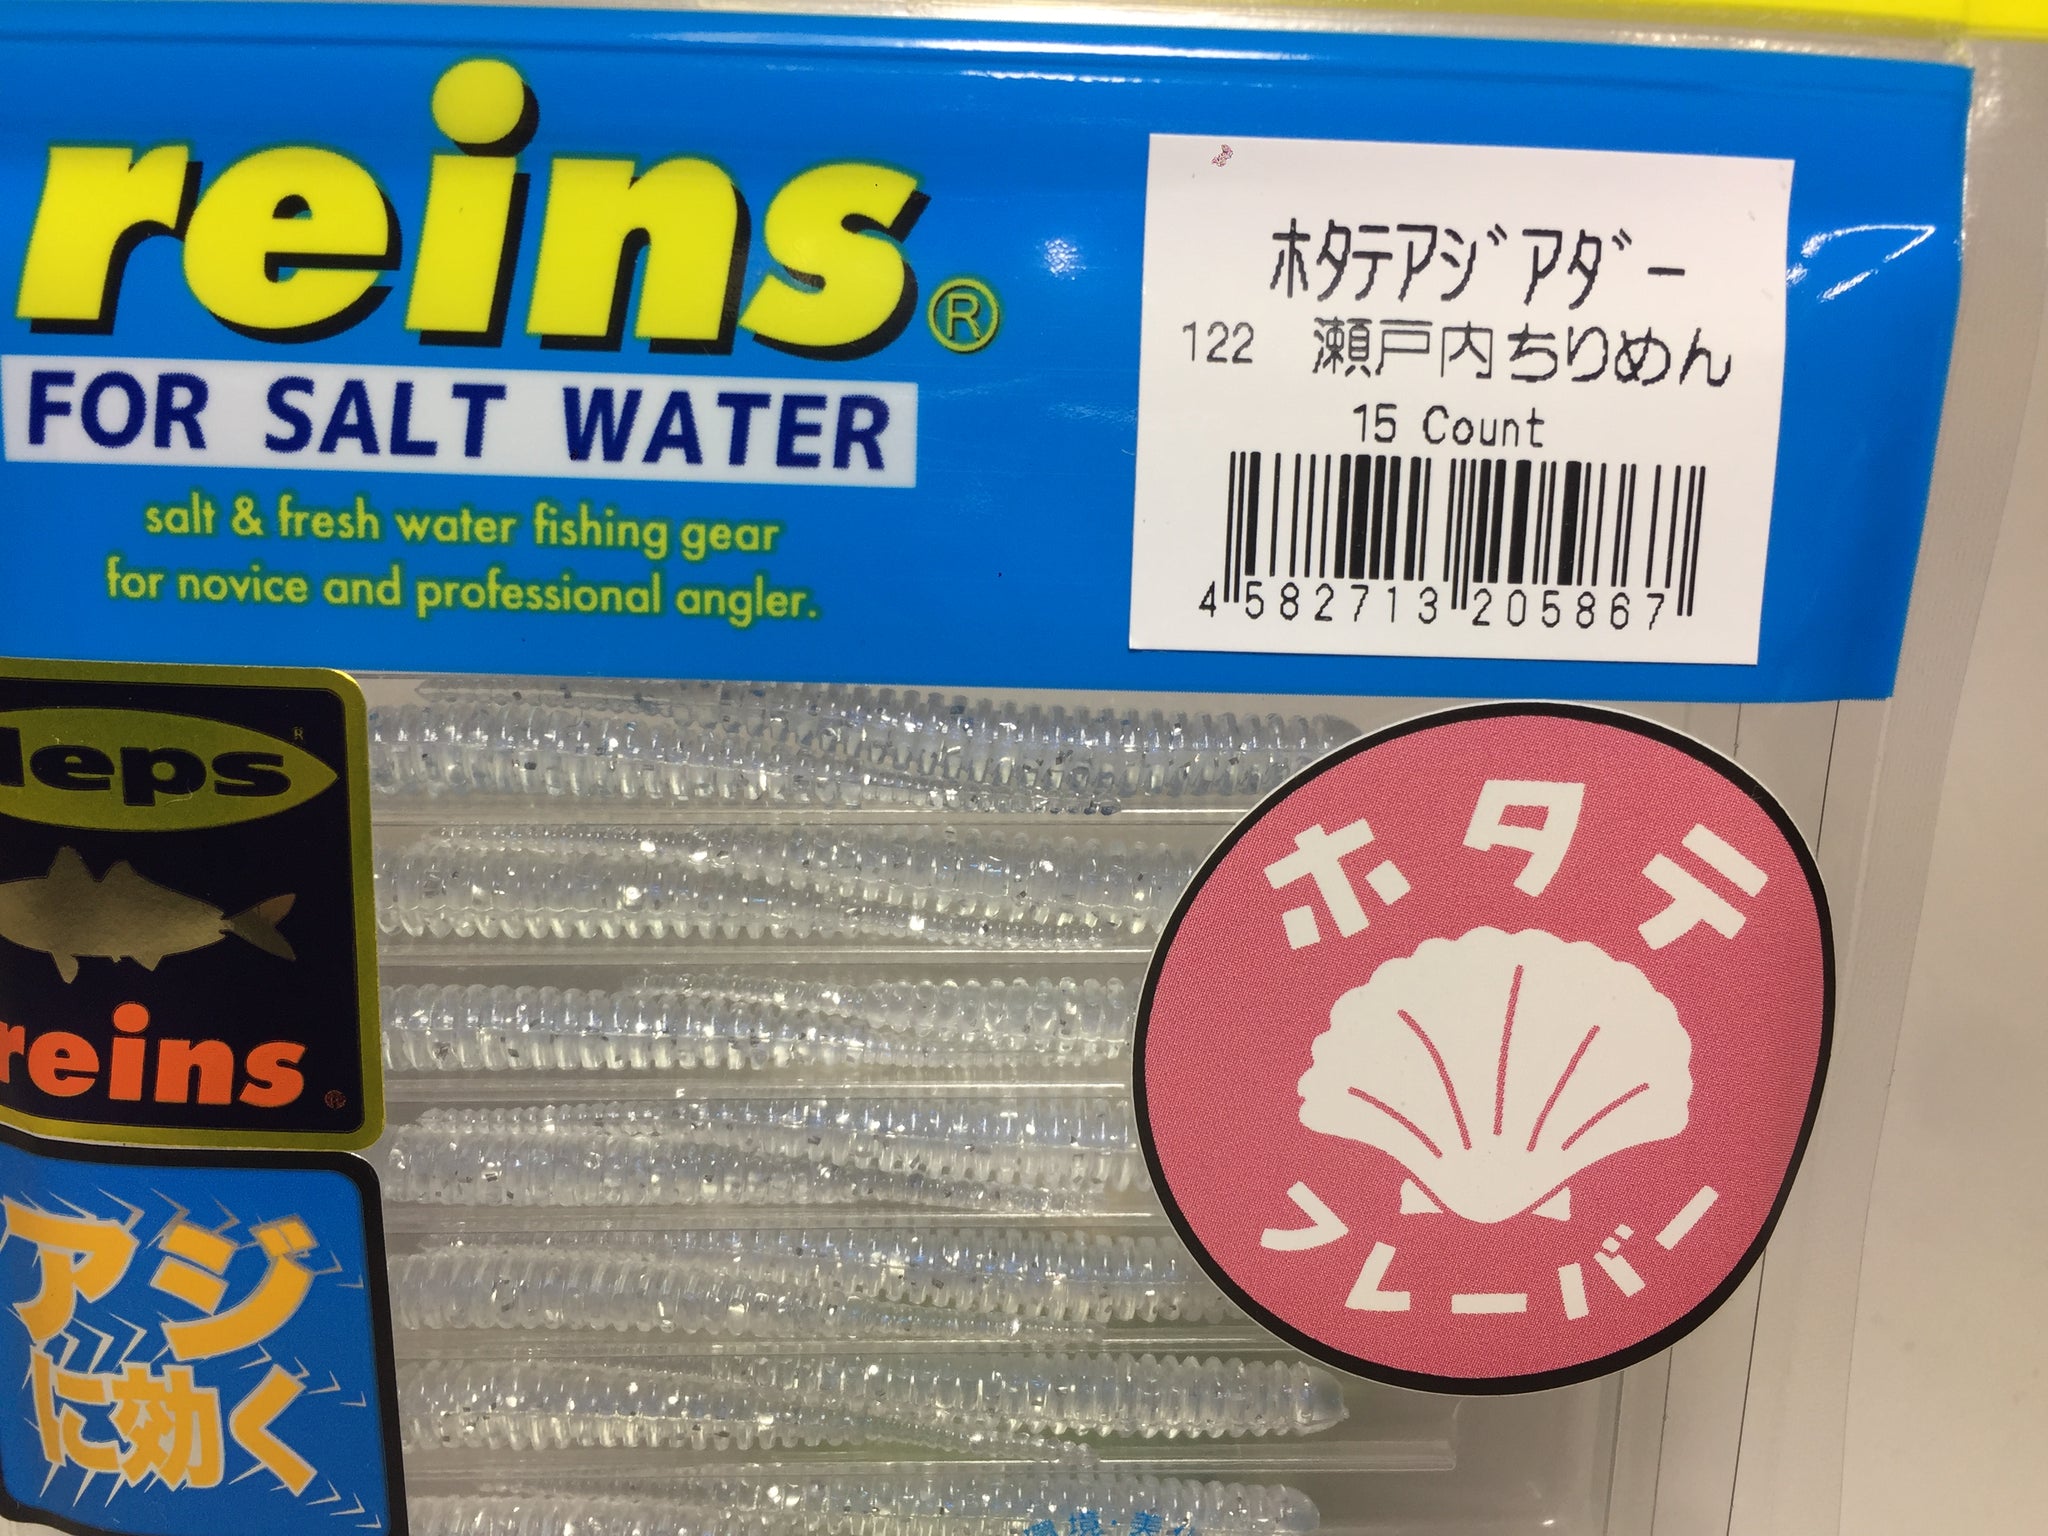 reins®
FOR SALT WATER
salt & fresh water fishing gear
for novice and professional angler.
ホタテアジアダー
122 瀬戸内ちりめん
15 Count
4 582713 205867
deps®
reins®
アジ
に効く
ホタテ
フレーバー